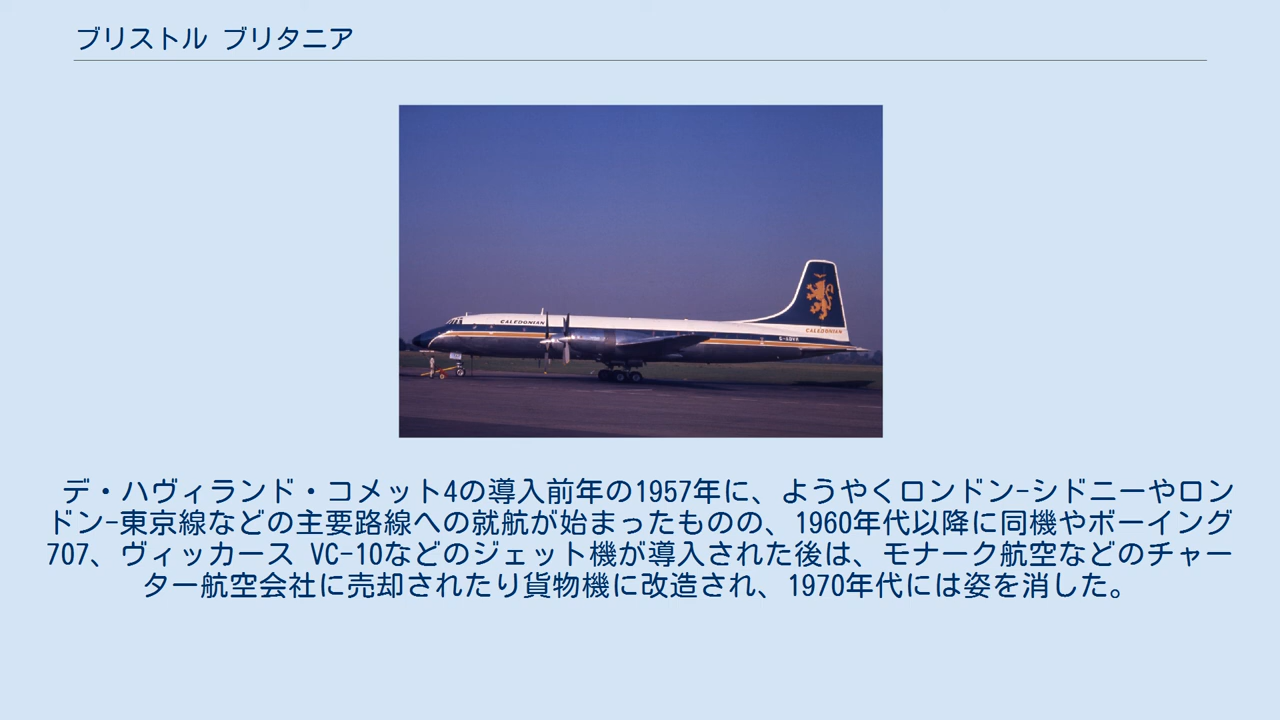 ブリストル ブリタニア
CALEDONIAN
CALEDONIAN
デ・ハヴィランド・コメット4の導入前年の1957年に、ようやくロンドン-シドニーやロン
ドン-東京線などの主要路線への就航が始まったものの、1960年代以降に同機やボーイング
707、ヴィッカース VC-10などのジェット機が導入された後は、モナーク航空などのチャー
ター航空会社に売却されたり貨物機に改造され、1970年代には姿を消した。